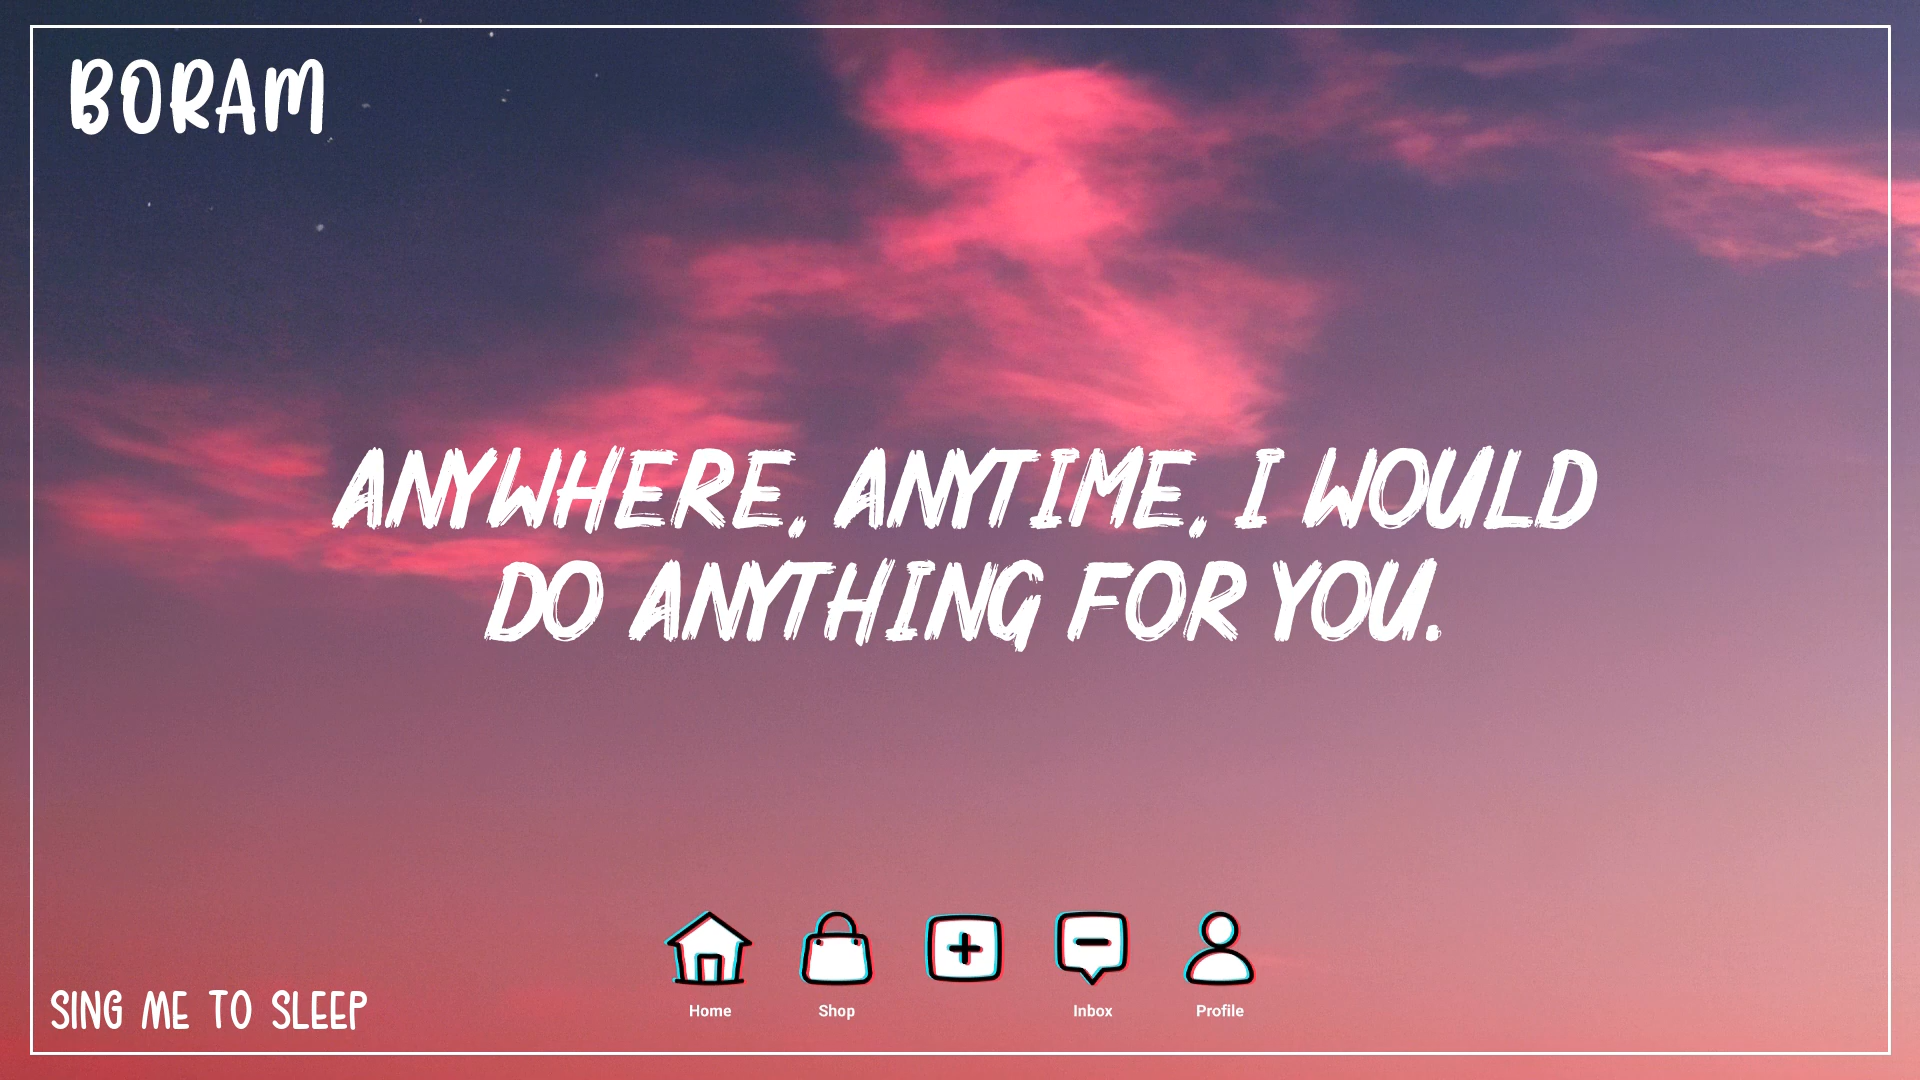 BORAM
ANYWHERE, ANYTIME, I WOULD
DO ANYTHING FOR YOU.
Home Shop Inbox Profile
SING ME TO SLEEP